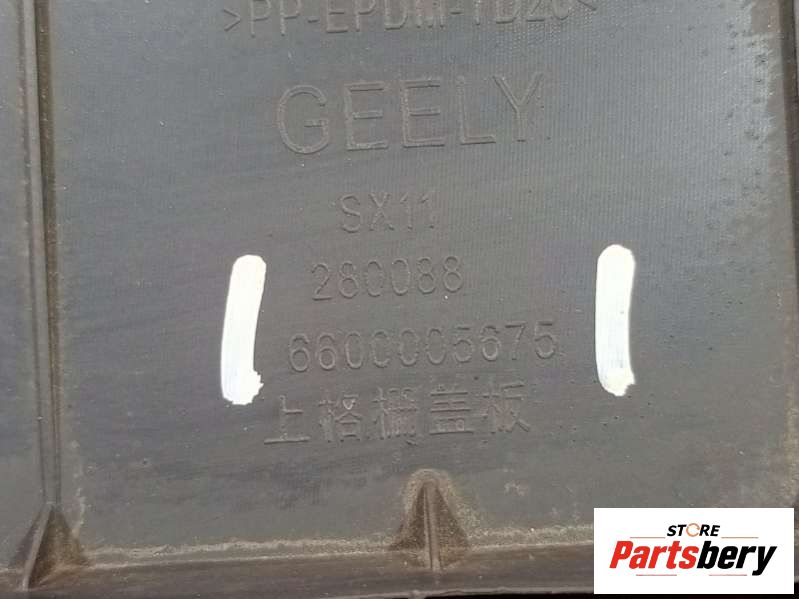 >PP-EPDM-TD20<
GEELY
SX11
280088
6600005675
上格栅盖板
STORE
Partsbery